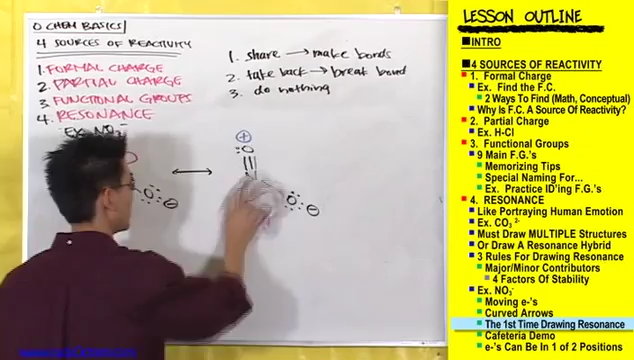 O CHEM BASICS
4 SOURCES OF REACTIVITY
1. FORMAL CHARGE
2. PARTIAL CHARGE
3. FUNCTIONAL GROUPS
4. RESONANCE
EX. NO₃⁻
1. share → make bonds
2. take back → break bond
3. do nothing
O
O
O
LESSON OUTLINE
INTRO
4 SOURCES OF REACTIVITY
1. Formal Charge
Ex. Find the F.C.
2 Ways To Find (Math, Conceptual)
Why Is F.C. A Source Of Reactivity?
2. Partial Charge
Ex. H-Cl
3. Functional Groups
9 Main F.G.'s
Memorizing Tips
Special Naming For...
Ex. Practice ID'ing F.G.'s
4. RESONANCE
Like Portraying Human Emotion
Ex. CO₃²⁻
Must Draw MULTIPLE Structures
Or Draw A Resonance Hybrid
3 Rules For Drawing Resonance
Major/Minor Contributors
4 Factors Of Stability
Ex. NO₃⁻
Moving e-'s
Curved Arrows
The 1st Time Drawing Resonance
Cafeteria Demo
e-'s Can Be In 1 of 2 Positions